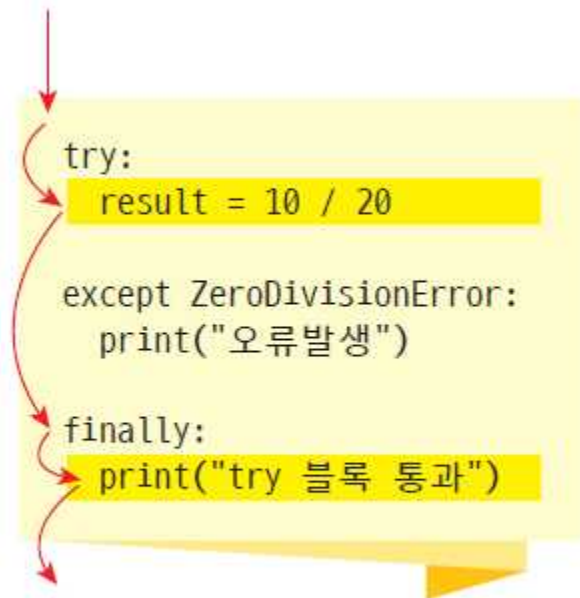 try:
result = 10 / 20
except ZeroDivisionError:
print("오류발생")
finally:
print("try 블록 통과")